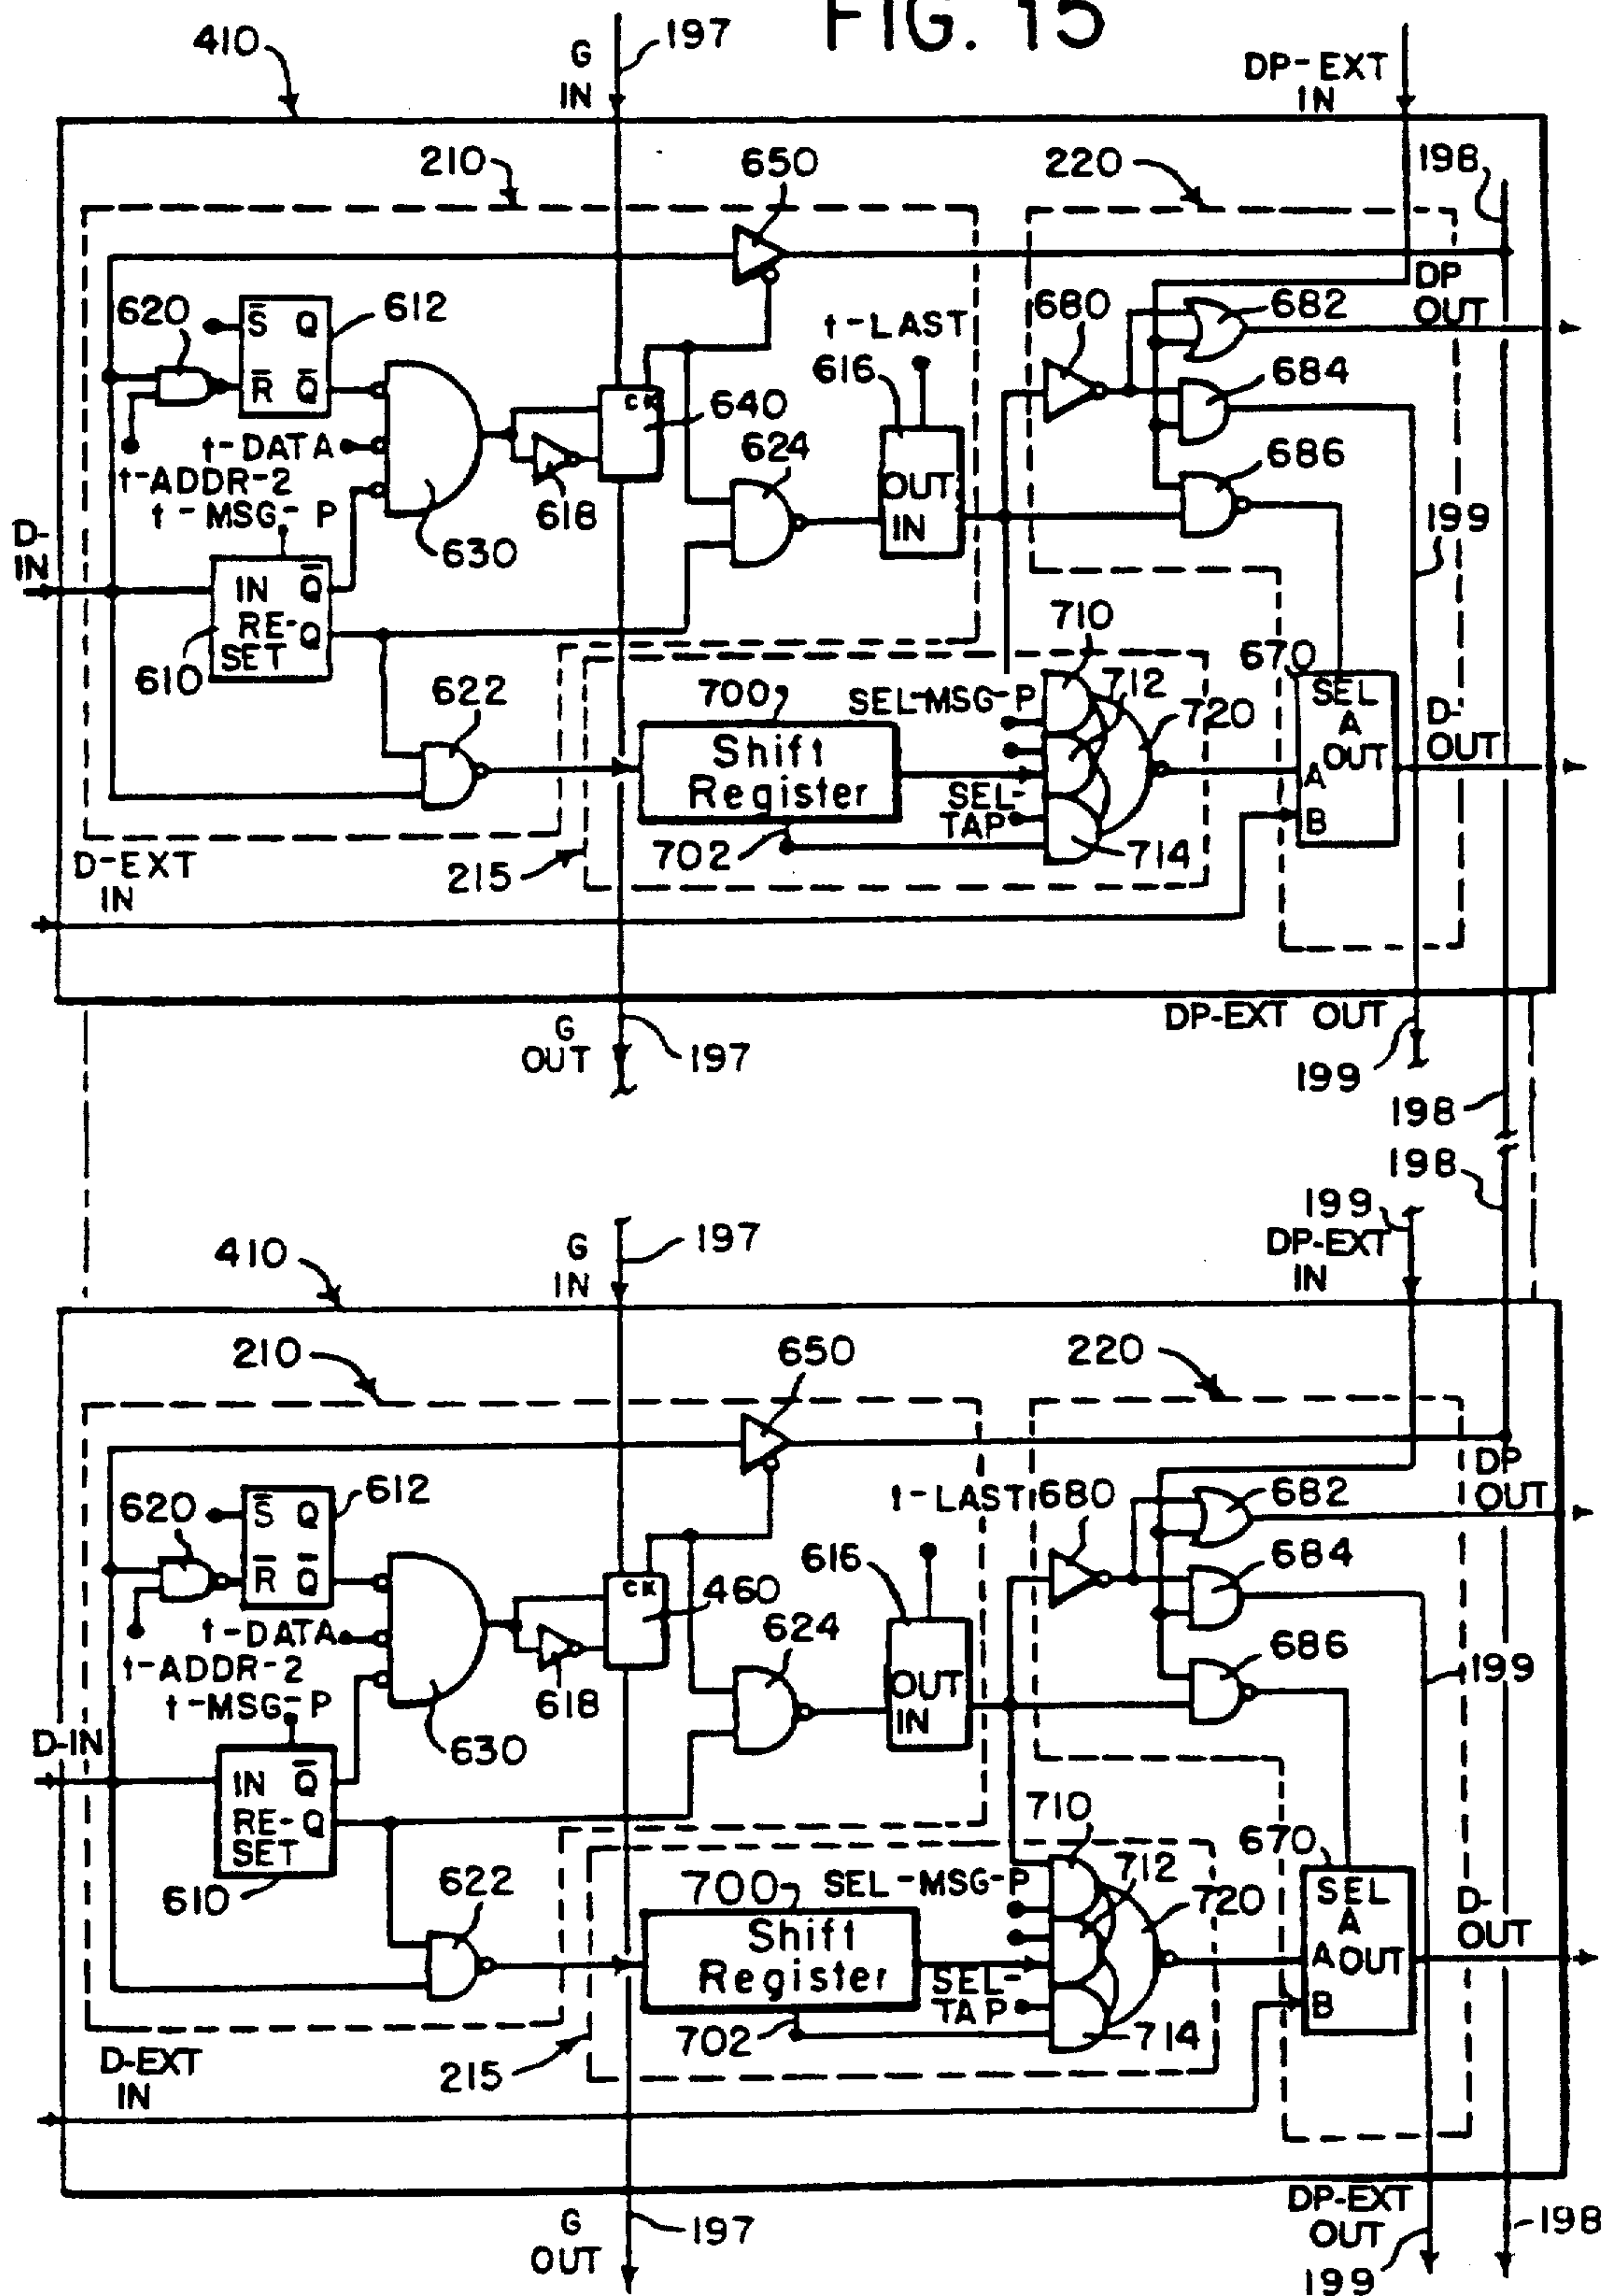 FIG. 15
410
G
IN
197
DP-EXT
IN
210
650
220
198
620
S̅ Q
612
R̅ Q̅
t-DATA
t-ADDR-2
t-MSG-P
D-
IN
IN Q̅
RE- Q
SET
610
630
618
CK
640
624
t-LAST
616
OUT
IN
680
DP
OUT
682
684
686
199
622
700
Shift
Register
702
215
SEL-MSG-P
SEL-
TAP
710
712
720
714
670
SEL
A
OUT
A
B
D-
OUT
D-EXT
IN
G
OUT
197
DP-EXT OUT
199
198
198
410
G
IN
197
199
DP-EXT
IN
210
650
220
620
S̅ Q
612
R̅ Q̅
t-DATA
t-ADDR-2
t-MSG-P
D-IN
IN Q̅
RE- Q
SET
610
630
618
CK
460
624
t-LAST
616
OUT
IN
680
DP
OUT
682
684
686
199
622
700
Shift
Register
702
215
SEL-MSG-P
SEL-
TAP
710
712
720
714
670
SEL
A
A OUT
B
D-
OUT
D-EXT
IN
G
OUT
197
DP-EXT
OUT
199
198